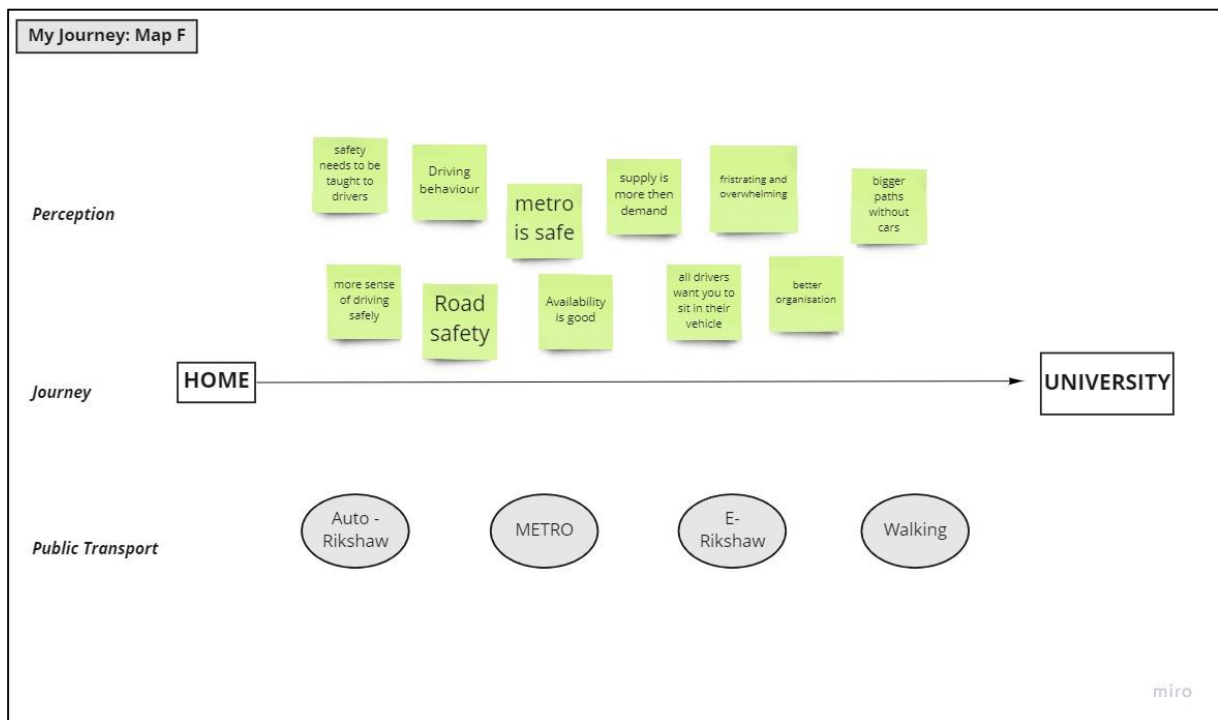 My Journey: Map F
Perception
safety
needs to be
taught to
drivers
Driving
behaviour
metro
is safe
supply is
more then
demand
fristrating and
overwhelming
bigger
paths
without
cars
more sense
of driving
safely
Road
safety
Availability
is good
all drivers
want you to
sit in their
vehicle
better
organisation
Journey
HOME
UNIVERSITY
Public Transport
Auto -
Rikshaw
METRO
E-
Rikshaw
Walking
miro